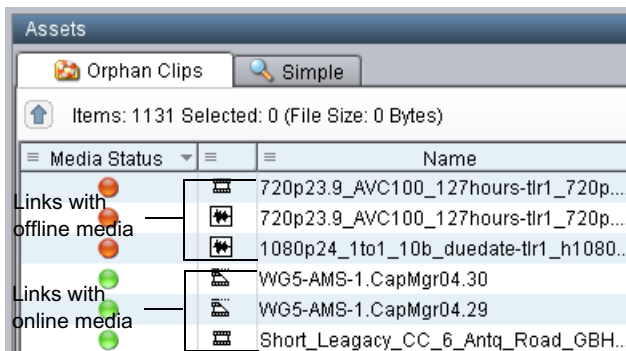 Assets
Orphan Clips
Simple
Items: 1131 Selected: 0 (File Size: 0 Bytes)
Media Status
Name
Links with
offline media
720p23.9_AVC100_127hours-tlr1_720p...
720p23.9_AVC100_127hours-tlr1_720p...
1080p24_1to1_10b_duedate-tlr1_h1080...
Links with
online media
WG5-AMS-1.CapMgr04.30
WG5-AMS-1.CapMgr04.29
Short_Leagacy_CC_6_Antq_Road_GBH...